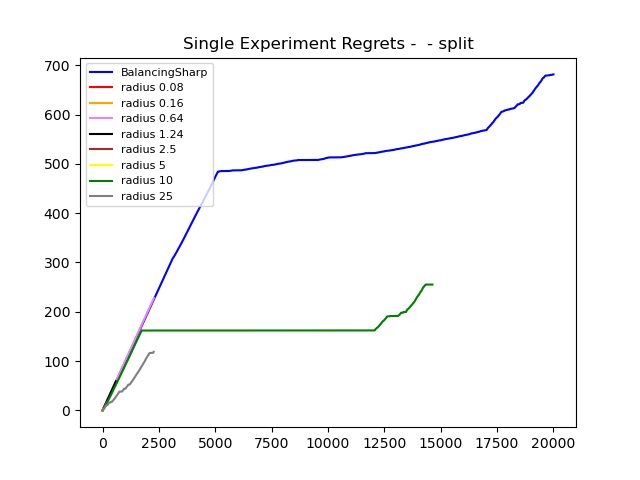 Single Experiment Regrets -  - split
700
600
500
400
300
200
100
0
BalancingSharp
radius 0.08
radius 0.16
radius 0.64
radius 1.24
radius 2.5
radius 5
radius 10
radius 25
0 2500 5000 7500 10000 12500 15000 17500 20000